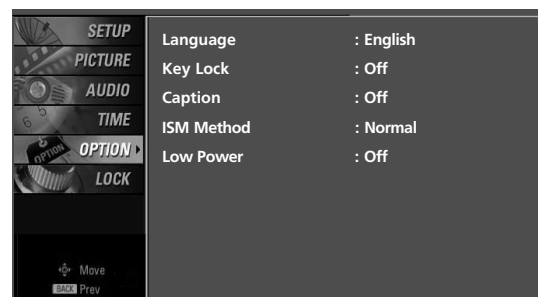 SETUP
PICTURE
AUDIO
TIME
OPTION
LOCK
Language : English
Key Lock : Off
Caption : Off
ISM Method : Normal
Low Power : Off
Move
BACK Prev